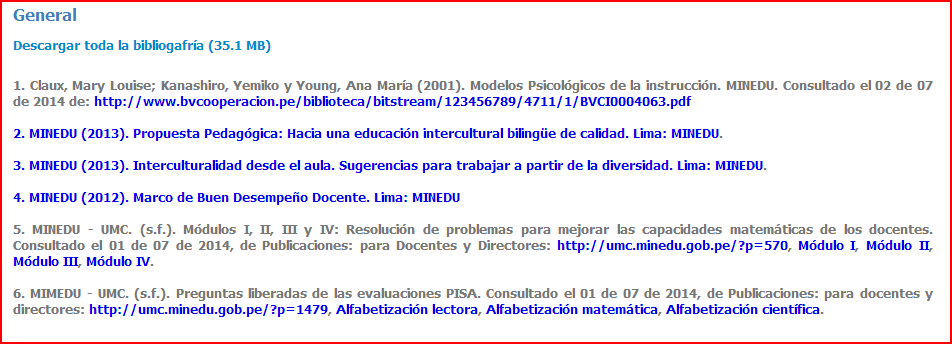 General
Descargar toda la bibliogafría (35.1 MB)
1. Claux, Mary Louise; Kanashiro, Yemiko y Young, Ana María (2001). Modelos Psicológicos de la instrucción. MINEDU. Consultado el 02 de 07
de 2014 de: http://www.bvcooperacion.pe/biblioteca/bitstream/123456789/4711/1/BVCI0004063.pdf
2. MINEDU (2013). Propuesta Pedagógica: Hacia una educación intercultural bilingüe de calidad. Lima: MINEDU.
3. MINEDU (2013). Interculturalidad desde el aula. Sugerencias para trabajar a partir de la diversidad. Lima: MINEDU.
4. MINEDU (2012). Marco de Buen Desempeño Docente. Lima: MINEDU
5. MINEDU - UMC. (s.f.). Módulos I, II, III y IV: Resolución de problemas para mejorar las capacidades matemáticas de los docentes.
Consultado el 01 de 07 de 2014, de Publicaciones: para Docentes y Directores: http://umc.minedu.gob.pe/?p=570, Módulo I, Módulo II,
Módulo III, Módulo IV.
6. MIMEDU - UMC. (s.f.). Preguntas liberadas de las evaluaciones PISA. Consultado el 01 de 07 de 2014, de Publicaciones: para docentes y
directores: http://umc.minedu.gob.pe/?p=1479, Alfabetización lectora, Alfabetización matemática, Alfabetización científica.